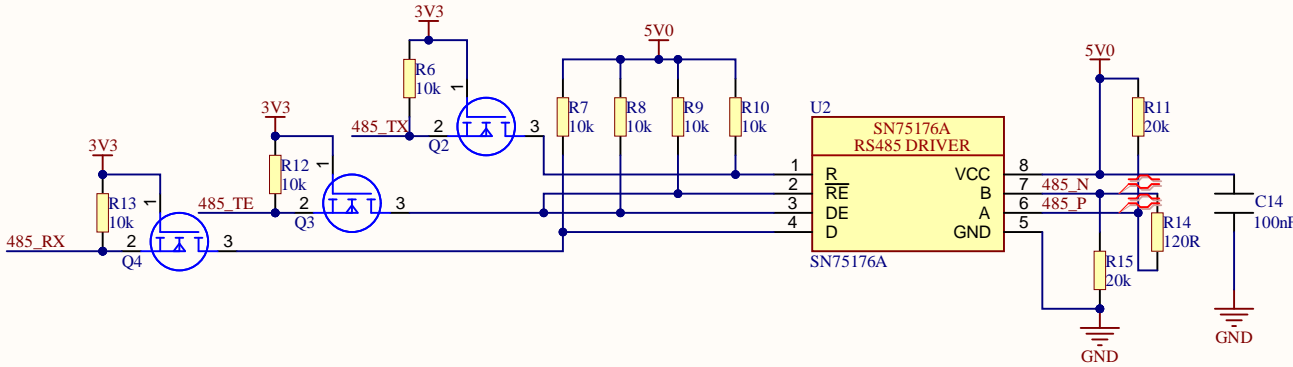 3V3
R6
10k
1
485_TX
2
3
Q2
3V3
R12
10k
1
485_TE
2
3
Q3
3V3
R13
10k
1
485_RX
2
3
Q4
5V0
R7
10k
R8
10k
R9
10k
R10
10k
U2
SN75176A
RS485 DRIVER
1
R
2
RE
3
DE
4
D
VCC
8
B
7
A
6
GND
5
SN75176A
485_N
485_P
5V0
R11
20k
R14
120R
R15
20k
GND
C14
100nF
GND